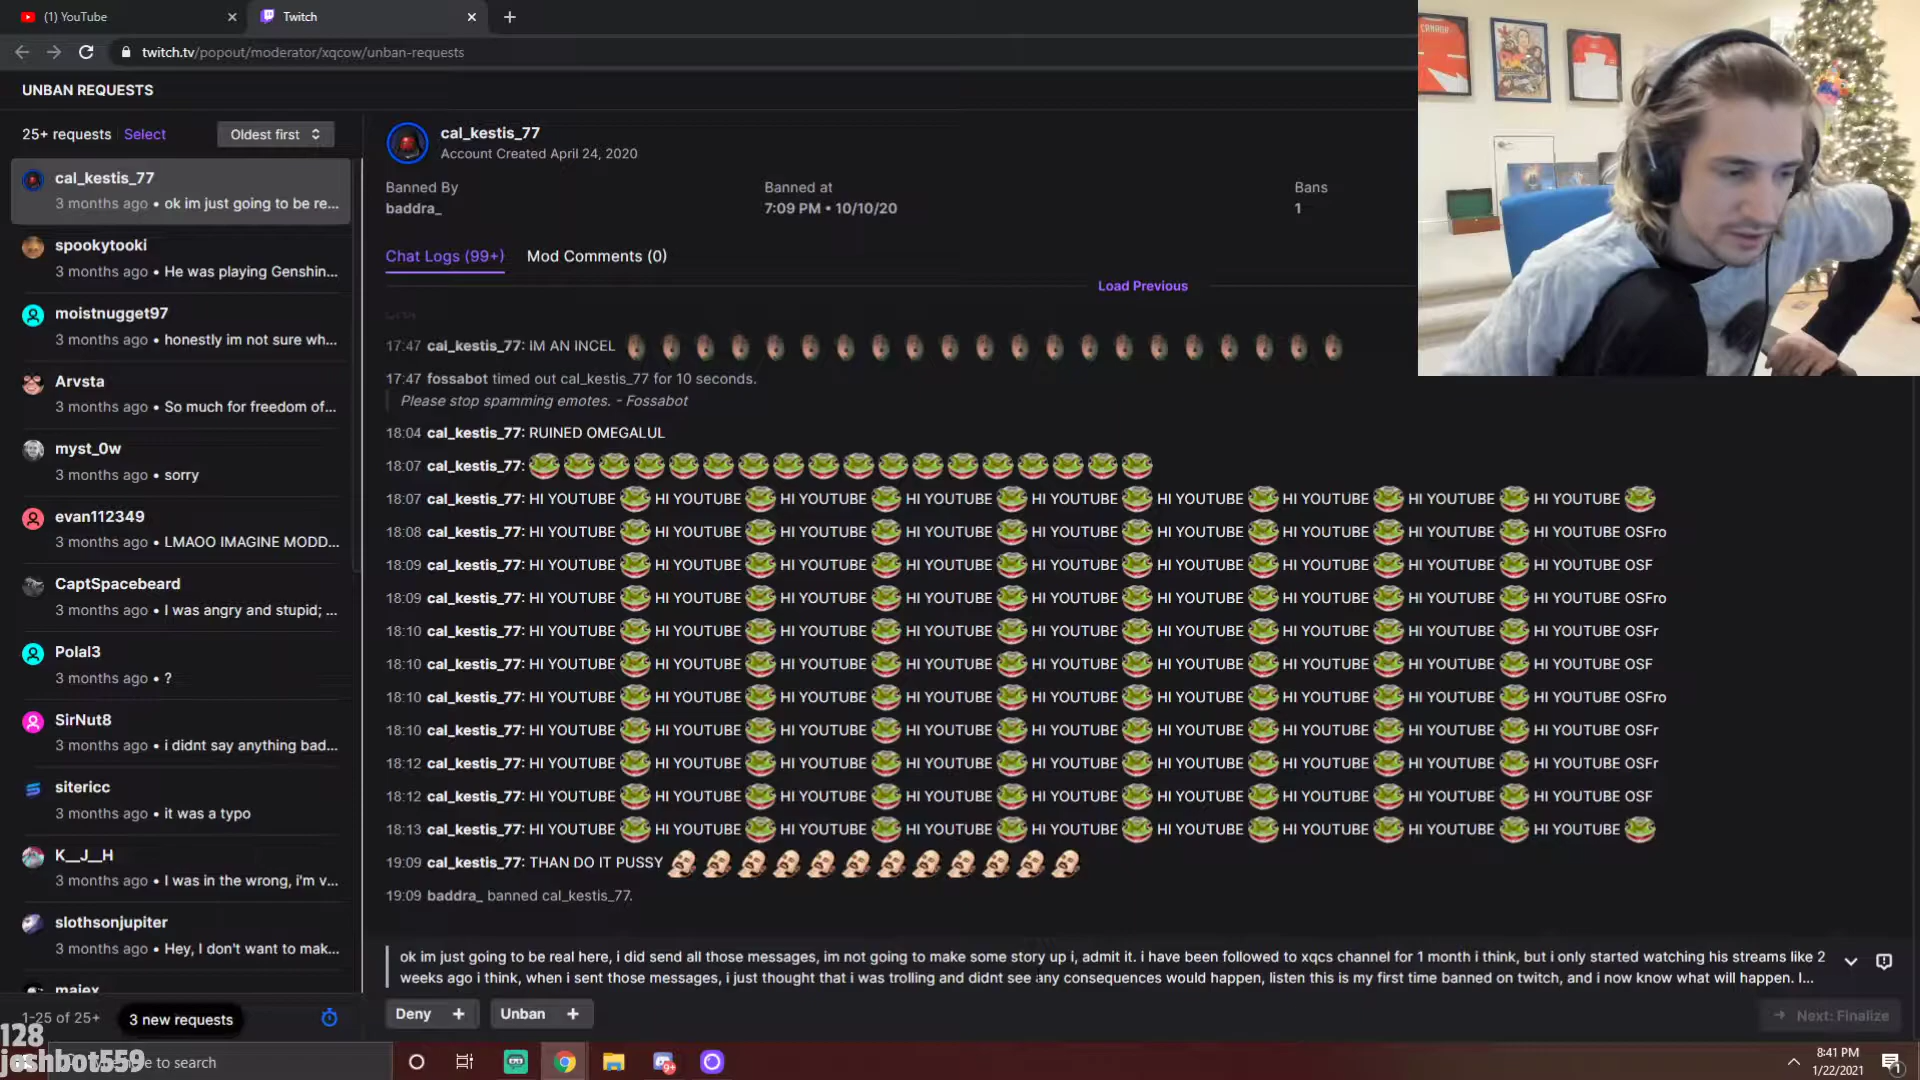 (1) YouTube
Twitch
twitch.tv/popout/moderator/xqcow/unban-requests
UNBAN REQUESTS
25+ requests Select Oldest first
cal_kestis_77
3 months ago • ok im just going to be re...
spookytooki
3 months ago • He was playing Genshin...
moistnugget97
3 months ago • honestly im not sure wh...
Arvsta
3 months ago • So much for freedom of...
myst_0w
3 months ago • sorry
evan112349
3 months ago • LMAOO IMAGINE MODD...
CaptSpacebeard
3 months ago • I was angry and stupid; ...
Polal3
3 months ago • ?
SirNut8
3 months ago • i didnt say anything bad...
sitericc
3 months ago • it was a typo
K__J__H
3 months ago • I was in the wrong, i'm v...
slothsonjupiter
3 months ago • Hey, I don't want to mak...
majex
1-25 of 25+
3 new requests
cal_kestis_77
Account Created April 24, 2020
Banned By Banned at Bans
baddra_ 7:09 PM • 10/10/20 1
Chat Logs (99+) Mod Comments (0)
Load Previous
17:47 cal_kestis_77: IM AN INCEL
17:47 fossabot timed out cal_kestis_77 for 10 seconds.
Please stop spamming emotes. - Fossabot
18:04 cal_kestis_77: RUINED OMEGALUL
18:07 cal_kestis_77:
18:07 cal_kestis_77: HI YOUTUBE HI YOUTUBE HI YOUTUBE HI YOUTUBE HI YOUTUBE HI YOUTUBE HI YOUTUBE HI YOUTUBE HI YOUTUBE
18:08 cal_kestis_77: HI YOUTUBE HI YOUTUBE HI YOUTUBE HI YOUTUBE HI YOUTUBE HI YOUTUBE HI YOUTUBE HI YOUTUBE HI YOUTUBE OSFro
18:09 cal_kestis_77: HI YOUTUBE HI YOUTUBE HI YOUTUBE HI YOUTUBE HI YOUTUBE HI YOUTUBE HI YOUTUBE HI YOUTUBE HI YOUTUBE OSF
18:09 cal_kestis_77: HI YOUTUBE HI YOUTUBE HI YOUTUBE HI YOUTUBE HI YOUTUBE HI YOUTUBE HI YOUTUBE HI YOUTUBE HI YOUTUBE OSFro
18:10 cal_kestis_77: HI YOUTUBE HI YOUTUBE HI YOUTUBE HI YOUTUBE HI YOUTUBE HI YOUTUBE HI YOUTUBE HI YOUTUBE HI YOUTUBE OSFr
18:10 cal_kestis_77: HI YOUTUBE HI YOUTUBE HI YOUTUBE HI YOUTUBE HI YOUTUBE HI YOUTUBE HI YOUTUBE HI YOUTUBE HI YOUTUBE OSF
18:10 cal_kestis_77: HI YOUTUBE HI YOUTUBE HI YOUTUBE HI YOUTUBE HI YOUTUBE HI YOUTUBE HI YOUTUBE HI YOUTUBE HI YOUTUBE OSFro
18:10 cal_kestis_77: HI YOUTUBE HI YOUTUBE HI YOUTUBE HI YOUTUBE HI YOUTUBE HI YOUTUBE HI YOUTUBE HI YOUTUBE HI YOUTUBE OSFr
18:12 cal_kestis_77: HI YOUTUBE HI YOUTUBE HI YOUTUBE HI YOUTUBE HI YOUTUBE HI YOUTUBE HI YOUTUBE HI YOUTUBE HI YOUTUBE OSFr
18:12 cal_kestis_77: HI YOUTUBE HI YOUTUBE HI YOUTUBE HI YOUTUBE HI YOUTUBE HI YOUTUBE HI YOUTUBE HI YOUTUBE HI YOUTUBE OSF
18:13 cal_kestis_77: HI YOUTUBE HI YOUTUBE HI YOUTUBE HI YOUTUBE HI YOUTUBE HI YOUTUBE HI YOUTUBE HI YOUTUBE HI YOUTUBE
19:09 cal_kestis_77: THAN DO IT PUSSY
19:09 baddra_ banned cal_kestis_77.
ok im just going to be real here, i did send all those messages, im not going to make some story up i, admit it. i have been followed to xqcs channel for 1 month i think, but i only started watching his streams like 2
weeks ago i think, when i sent those messages, i just thought that i was trolling and didnt see any consequences would happen, listen this is my first time banned on twitch, and i now know what will happen. I...
Deny + Unban + Next: Finalize
CANADA
128
joshbot559
to search
9+
8:41 PM
1/22/2021
1